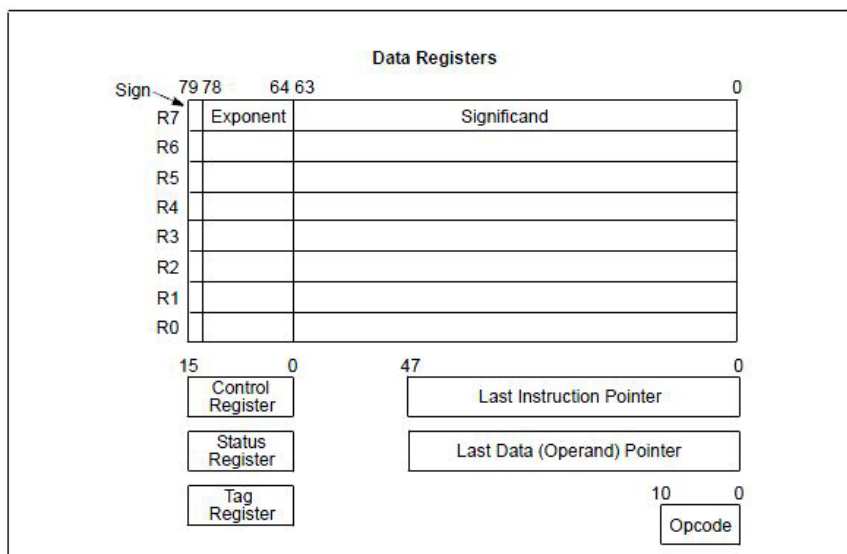 Data Registers
Sign 79 78 64 63 0
R7 Exponent Significand
R6
R5
R4
R3
R2
R1
R0
15 0 47 0
Control
Register
Last Instruction Pointer
Status
Register
Last Data (Operand) Pointer
Tag
Register
10 0
Opcode